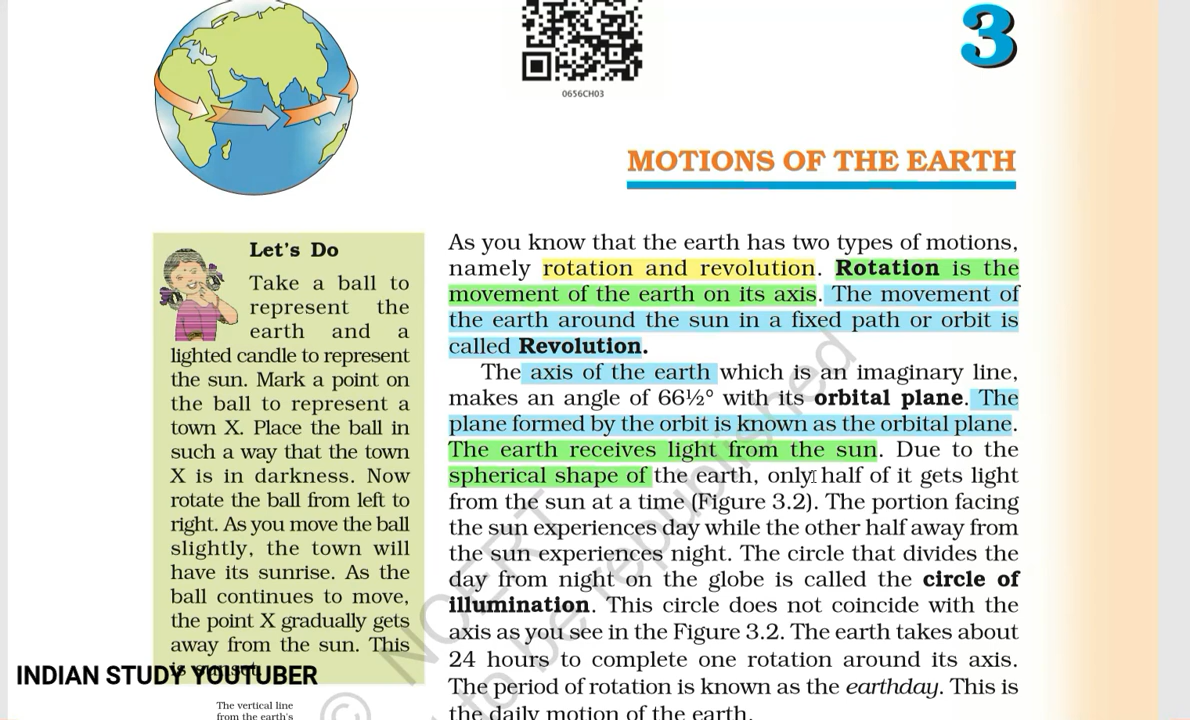 3
0656CH03
MOTIONS OF THE EARTH
Let's Do
Take a ball to
represent the
earth and a
lighted candle to represent
the sun. Mark a point on
the ball to represent a
town X. Place the ball in
such a way that the town
X is in darkness. Now
rotate the ball from left to
right. As you move the ball
slightly, the town will
have its sunrise. As the
ball continues to move,
the point X gradually gets
away from the sun. This
is sunset.
INDIAN STUDY YOUTUBER
The vertical line
from the earth's
As you know that the earth has two types of motions,
namely rotation and revolution. Rotation is the
movement of the earth on its axis. The movement of
the earth around the sun in a fixed path or orbit is
called Revolution.
The axis of the earth which is an imaginary line,
makes an angle of 66½° with its orbital plane. The
plane formed by the orbit is known as the orbital plane.
The earth receives light from the sun. Due to the
spherical shape of the earth, only half of it gets light
from the sun at a time (Figure 3.2). The portion facing
the sun experiences day while the other half away from
the sun experiences night. The circle that divides the
day from night on the globe is called the circle of
illumination. This circle does not coincide with the
axis as you see in the Figure 3.2. The earth takes about
24 hours to complete one rotation around its axis.
The period of rotation is known as the earthday. This is
the daily motion of the earth.
© NCERT
to be republished